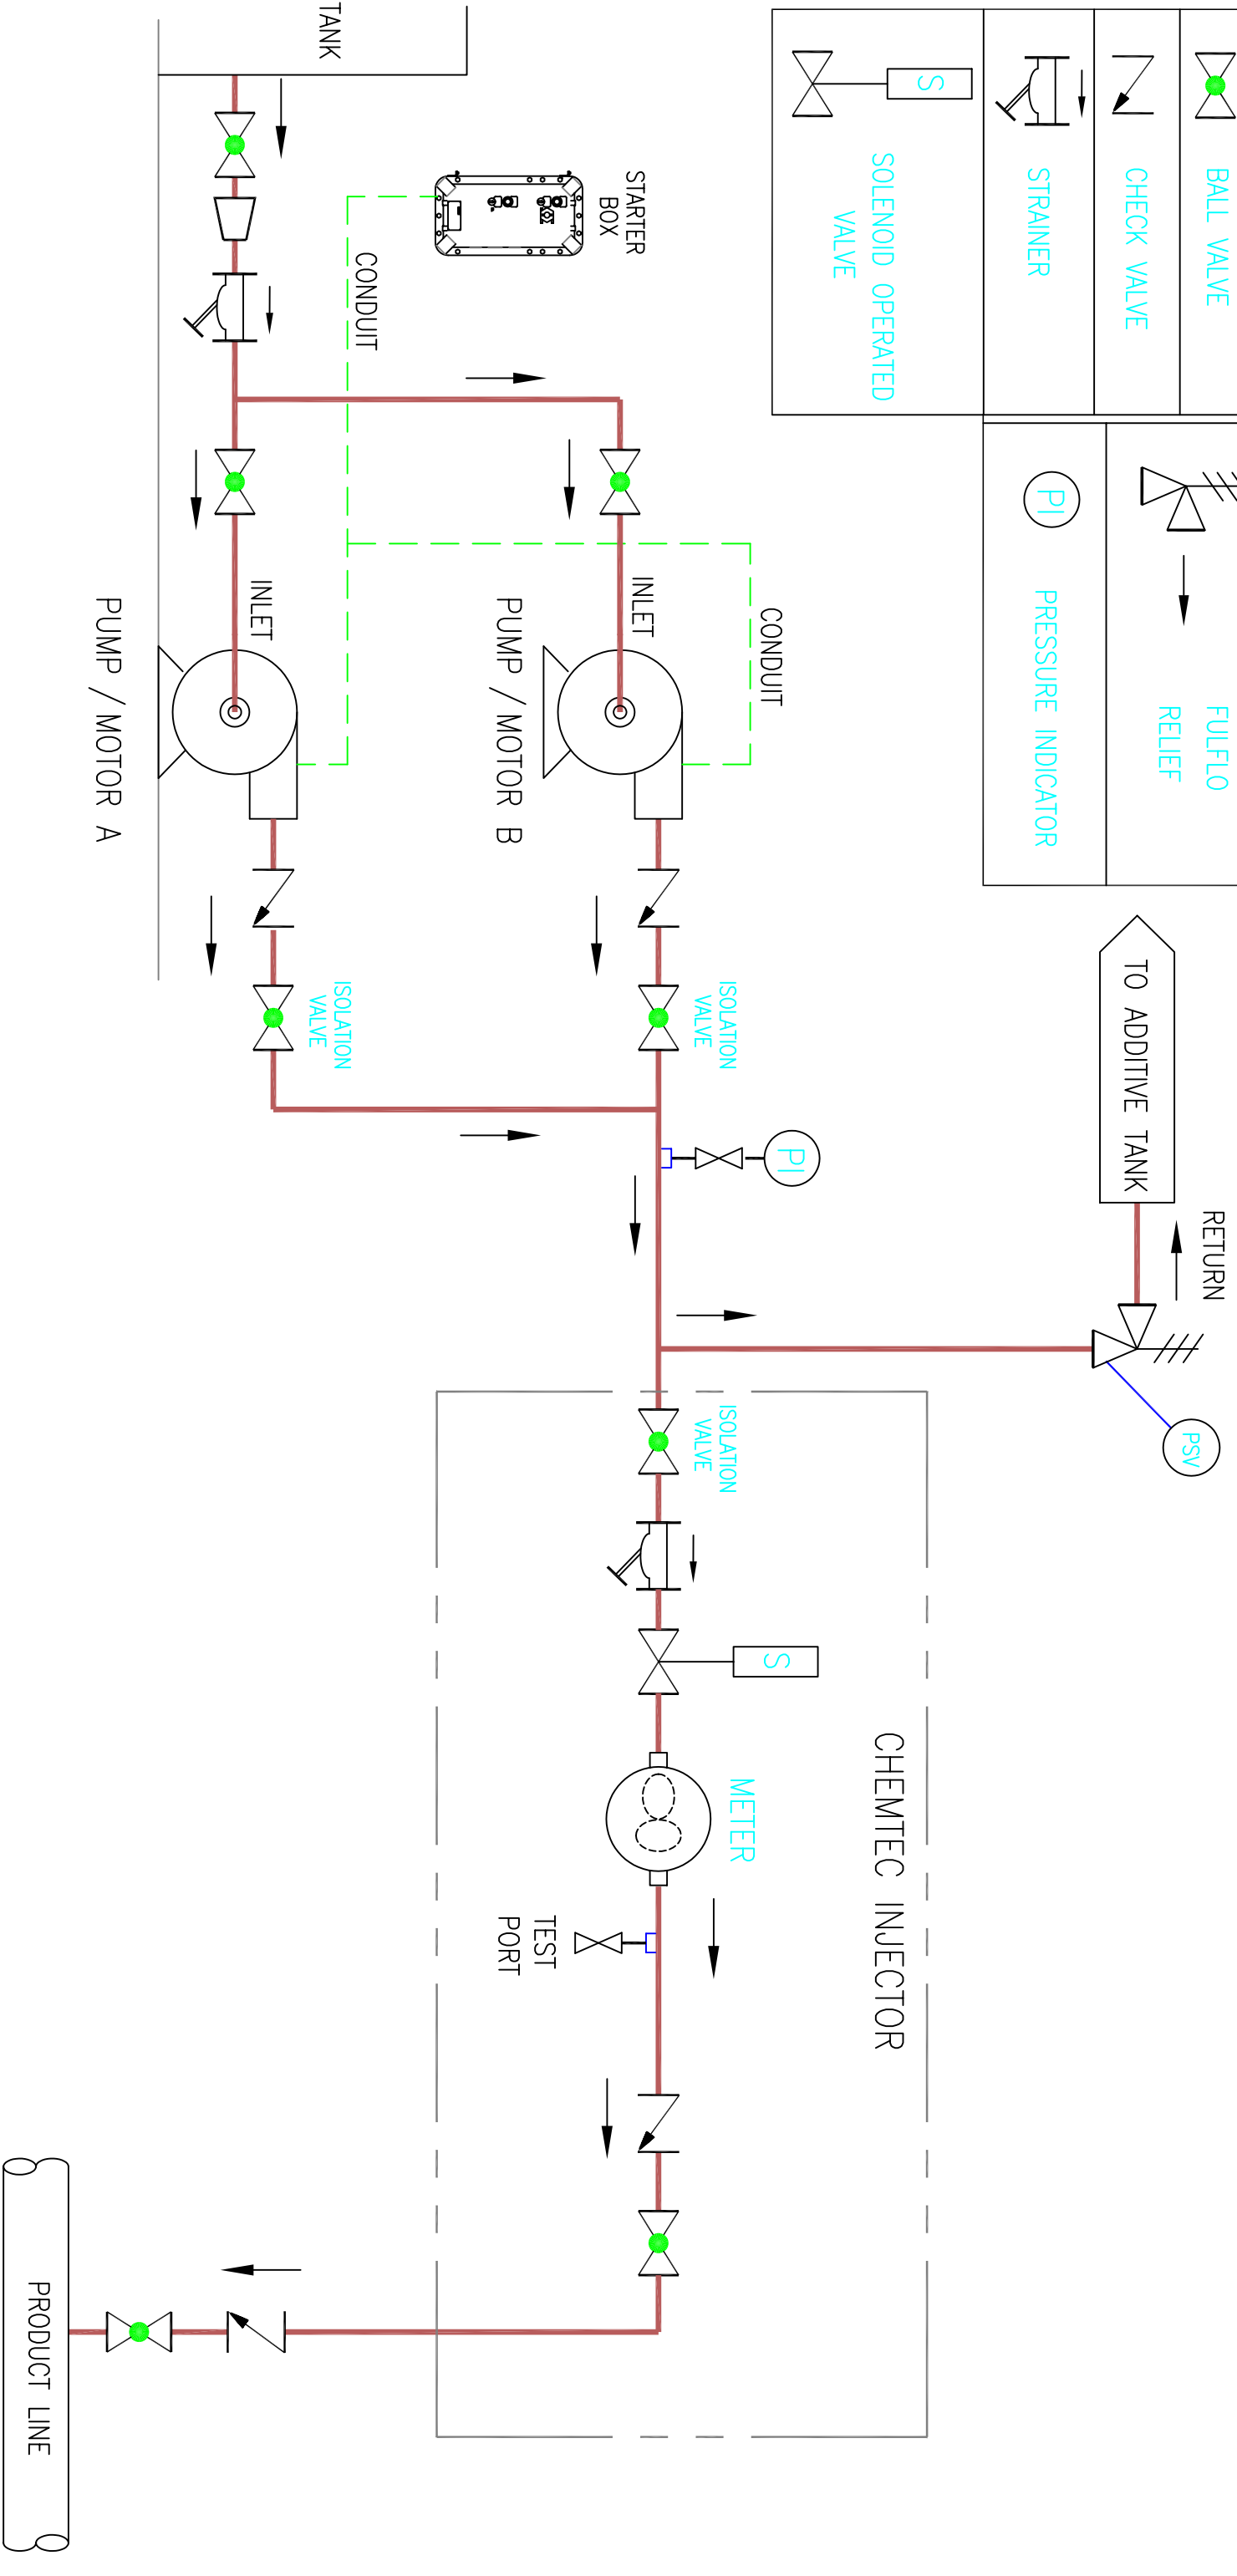 BALL VALVE
CHECK VALVE
STRAINER
S
SOLENOID OPERATED
VALVE
FULFLO
RELIEF
PI
PRESSURE INDICATOR
TANK
STARTER
BOX
CONDUIT
CONDUIT
INLET
INLET
PUMP / MOTOR B
PUMP / MOTOR A
ISOLATION
VALVE
ISOLATION
VALVE
TO ADDITIVE TANK
RETURN
PI
PSV
ISOLATION
VALVE
S
CHEMTEC INJECTOR
METER
TEST
PORT
PRODUCT LINE